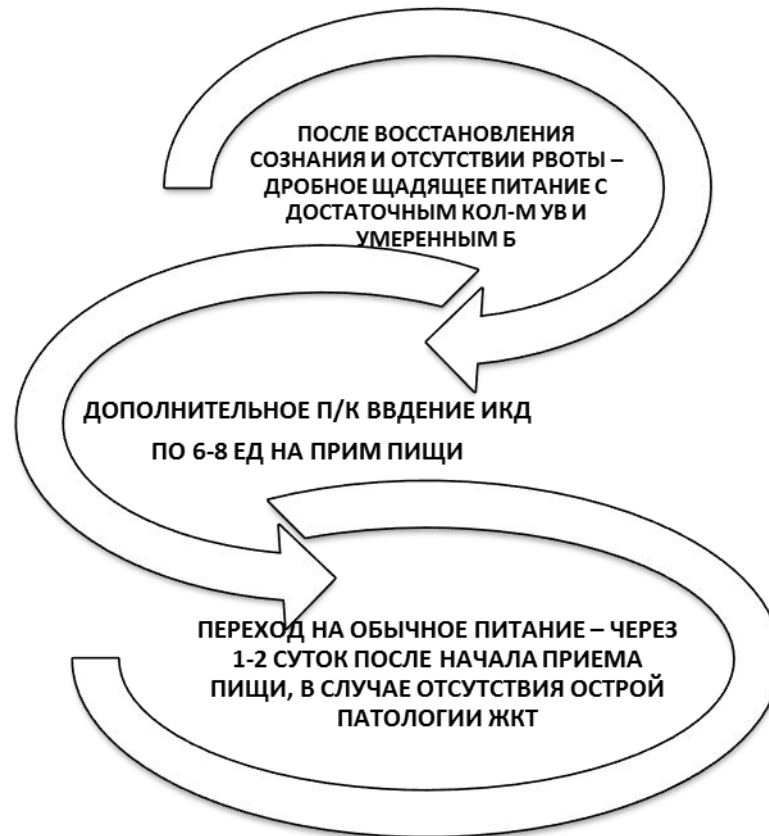 ПОСЛЕ ВОССТАНОВЛЕНИЯ
СОЗНАНИЯ И ОТСУТСТВИИ РВОТЫ –
ДРОБНОЕ ЩАДЯЩЕЕ ПИТАНИЕ С
ДОСТАТОЧНЫМ КОЛ-М УВ И
УМЕРЕННЫМ Б
ДОПОЛНИТЕЛЬНОЕ П/К ВВДЕНИЕ ИКД
ПО 6-8 ЕД НА ПРИМ ПИЩИ
ПЕРЕХОД НА ОБЫЧНОЕ ПИТАНИЕ – ЧЕРЕЗ
1-2 СУТОК ПОСЛЕ НАЧАЛА ПРИЕМА
ПИЩИ, В СЛУЧАЕ ОТСУТСТВИЯ ОСТРОЙ
ПАТОЛОГИИ ЖКТ